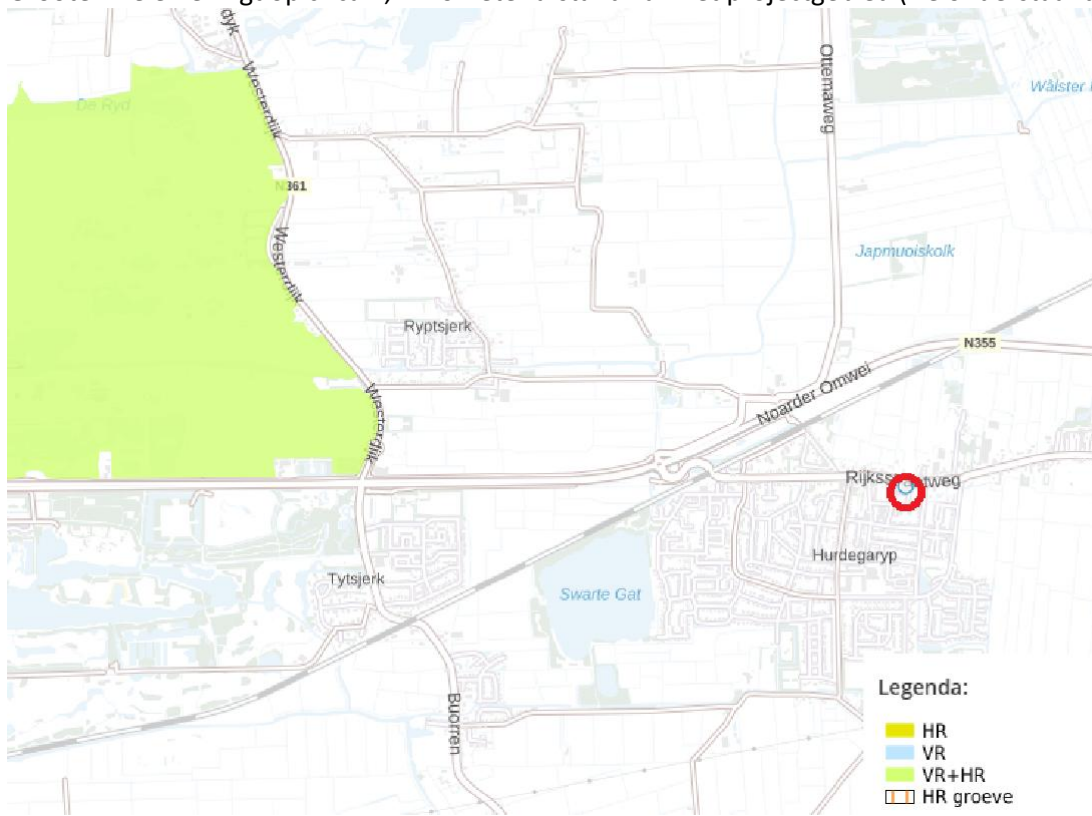 dyk
Westerdijk
Ottemaweg
Wâlster
De Ryd
N361
Westerdijk
Japmuoiskolk
Ryptsjerk
N355
Noarder Omwei
Westerdijk
Hurdegaryp
Tytsjerk
Swarte Gat
Buorren
Legenda:
HR
VR
VR+HR
HR groeve